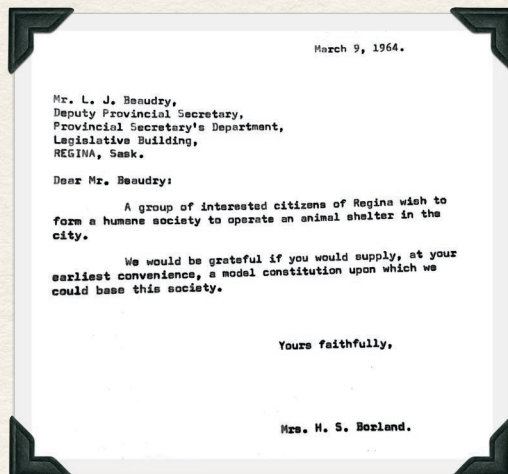 March 9, 1964.
Mr. L. J. Beaudry,
Deputy Provincial Secretary,
Provincial Secretary's Department,
Legislative Building,
REGINA, Sask.
Dear Mr. Beaudry:
A group of interested citizens of Regina wish to
form a humane society to operate an animal shelter in the
city.
We would be grateful if you would supply, at your
earliest convenience, a model constitution upon which we
could base this society.
Yours faithfully,
Mrs. H. S. Borland.